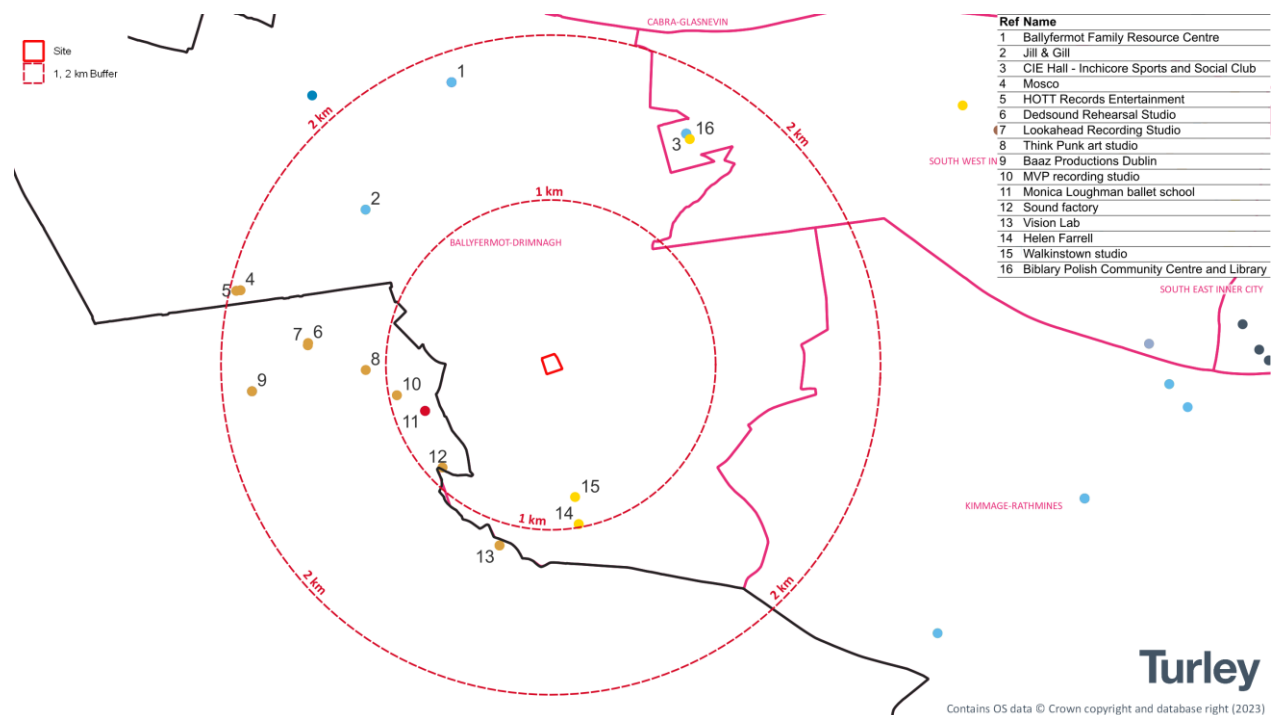 CABRA-GLASNEVIN
Site
1, 2 km Buffer
Ref Name
1 Ballyfermot Family Resource Centre
2 Jill & Gill
3 CIE Hall - Inchicore Sports and Social Club
4 Mosco
5 HOTT Records Entertainment
6 Dedsound Rehearsal Studio
7 Lookahead Recording Studio
8 Think Punk art studio
9 Baaz Productions Dublin
10 MVP recording studio
11 Monica Loughman ballet school
12 Sound factory
13 Vision Lab
14 Helen Farrell
15 Walkinstown studio
16 Biblary Polish Community Centre and Library
1
2 km
2 km
16
3
SOUTH WEST IN
2
1 km
BALLYFERMOT-DRIMNAGH
4
5
SOUTH EAST INNER CITY
6
7
8
9
10
11
12
15
14
1 km
KIMMAGE-RATHMINES
13
2 km
2 km
Turley
Contains OS data © Crown copyright and database right (2023)